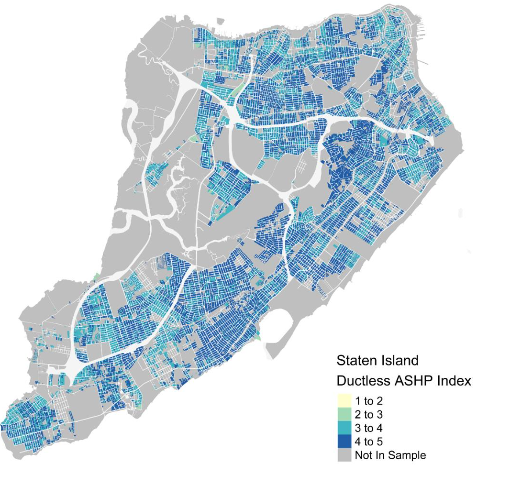 Staten Island
Ductless ASHP Index
1 to 2
2 to 3
3 to 4
4 to 5
Not In Sample